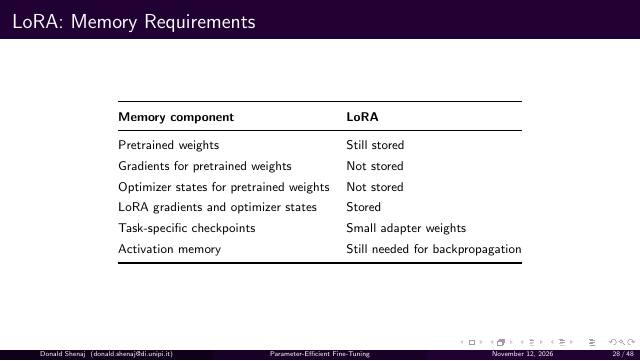 LoRA: Memory Requirements
Memory component LoRA
Pretrained weights Still stored
Gradients for pretrained weights Not stored
Optimizer states for pretrained weights Not stored
LoRA gradients and optimizer states Stored
Task-specific checkpoints Small adapter weights
Activation memory Still needed for backpropagation
Donald Shenaj (donald.shenaj@di.unipi.it) Parameter-Efficient Fine-Tuning November 12, 2026 28 / 48